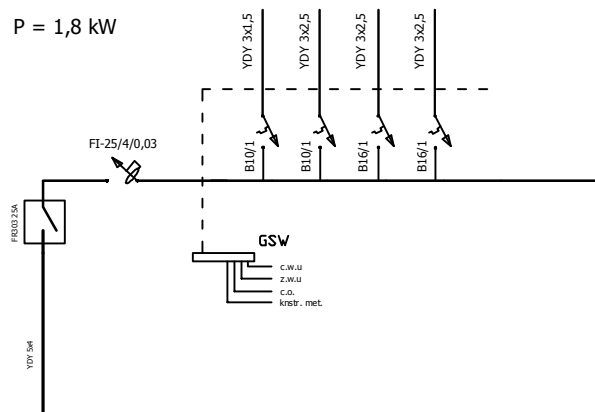 P = 1,8 kW
YDY 3x1,5
YDY 3x2,5
YDY 3x2,5
YDY 3x2,5
FI-25/4/0,03
B10/1
B10/1
B16/1
B16/1
FR303 25A
GSW
c.w.u
z.w.u
c.o.
knstr. met.
YDY 5x4